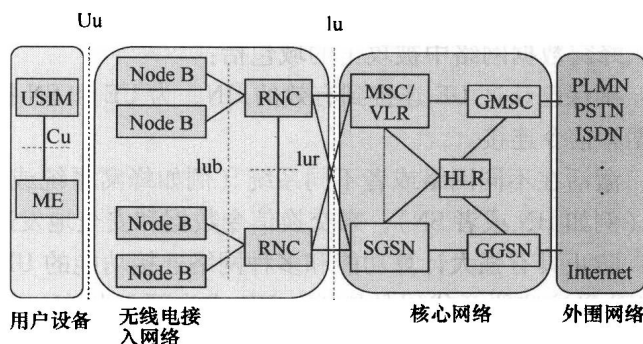 Uu
Iu
USIM
Cu
ME
Node B
Node B
RNC
Iub
Iur
Node B
Node B
RNC
MSC/
VLR
GMSC
HLR
SGSN
GGSN
PLMN
PSTN
ISDN
Internet
用户设备
无线电接
入网络
核心网络
外围网络